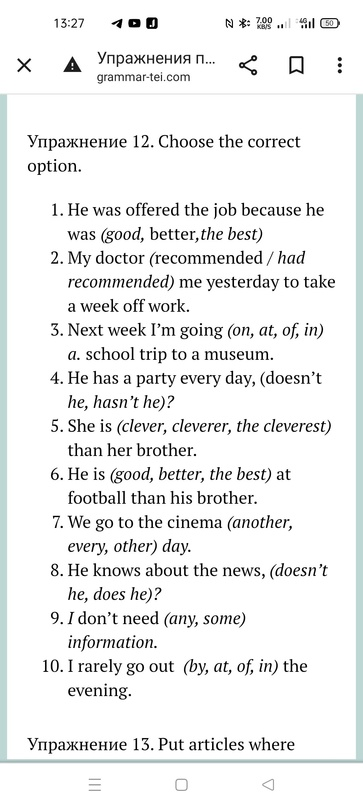 13:27
7.00 KB/S 4G 50
Упражнения п...
grammar-tei.com
Упражнение 12. Choose the correct
option.
1. He was offered the job because he
was (good, better,the best)
2. My doctor (recommended / had
recommended) me yesterday to take
a week off work.
3. Next week I’m going (on, at, of, in)
a. school trip to a museum.
4. He has a party every day, (doesn’t
he, hasn’t he)?
5. She is (clever, cleverer, the cleverest)
than her brother.
6. He is (good, better, the best) at
football than his brother.
7. We go to the cinema (another,
every, other) day.
8. He knows about the news, (doesn’t
he, does he)?
9. I don’t need (any, some)
information.
10. I rarely go out (by, at, of, in) the
evening.
Упражнение 13. Put articles where